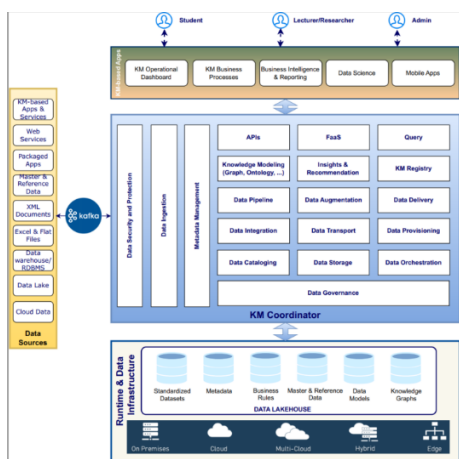 Student
Lecturer/Researcher
Admin
KM-based Apps
KM Operational
Dashboard
KM Business
Processes
Business Intelligence
& Reporting
Data Science
Mobile Apps
KM-based Apps
& Services
Web
Services
Packaged
Apps
Master &
Reference
Data
XML
Documents
Excel & Flat
Files
Data
warehouse/
RDBMS
Data Lake
Cloud Data
Data
Sources
kafka
Data Security and Protection
Data Ingestion
Metadata Management
APIs
FaaS
Query
Knowledge Modeling
(Graph, Ontology, ...)
Insights &
Recommendation
KM Registry
Data Pipeline
Data Augmentation
Data Delivery
Data Integration
Data Transport
Data Provisioning
Data Cataloging
Data Storage
Data Orchestration
Data Governance
KM Coordinator
Runtime & Data
Infrastructure
Standardized
Datasets
Metadata
Business
Rules
Master & Reference
Data
Data
Models
Knowledge
Graphs
DATA LAKEHOUSE
On Premises
Cloud
Multi-Cloud
Hybrid
Edge